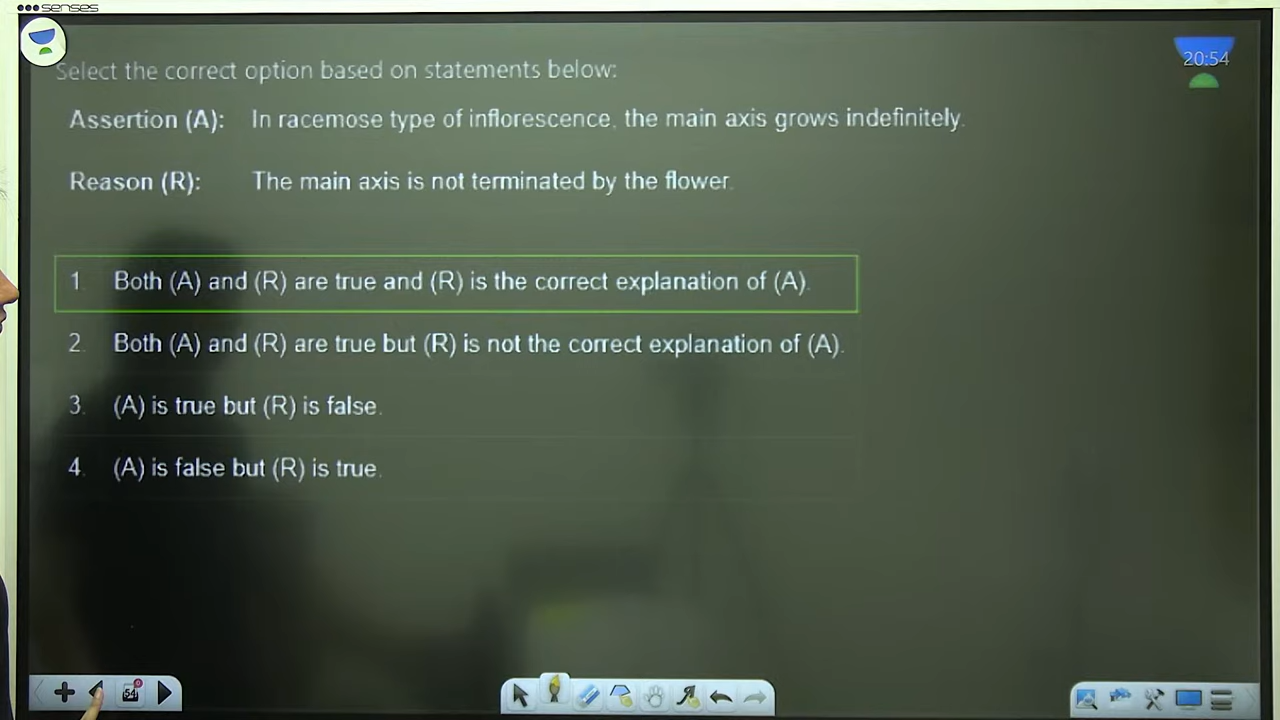 senses
20:54
Select the correct option based on statements below:
Assertion (A): In racemose type of inflorescence, the main axis grows indefinitely.
Reason (R): The main axis is not terminated by the flower.
1. Both (A) and (R) are true and (R) is the correct explanation of (A).
2. Both (A) and (R) are true but (R) is not the correct explanation of (A).
3. (A) is true but (R) is false.
4. (A) is false but (R) is true.
54